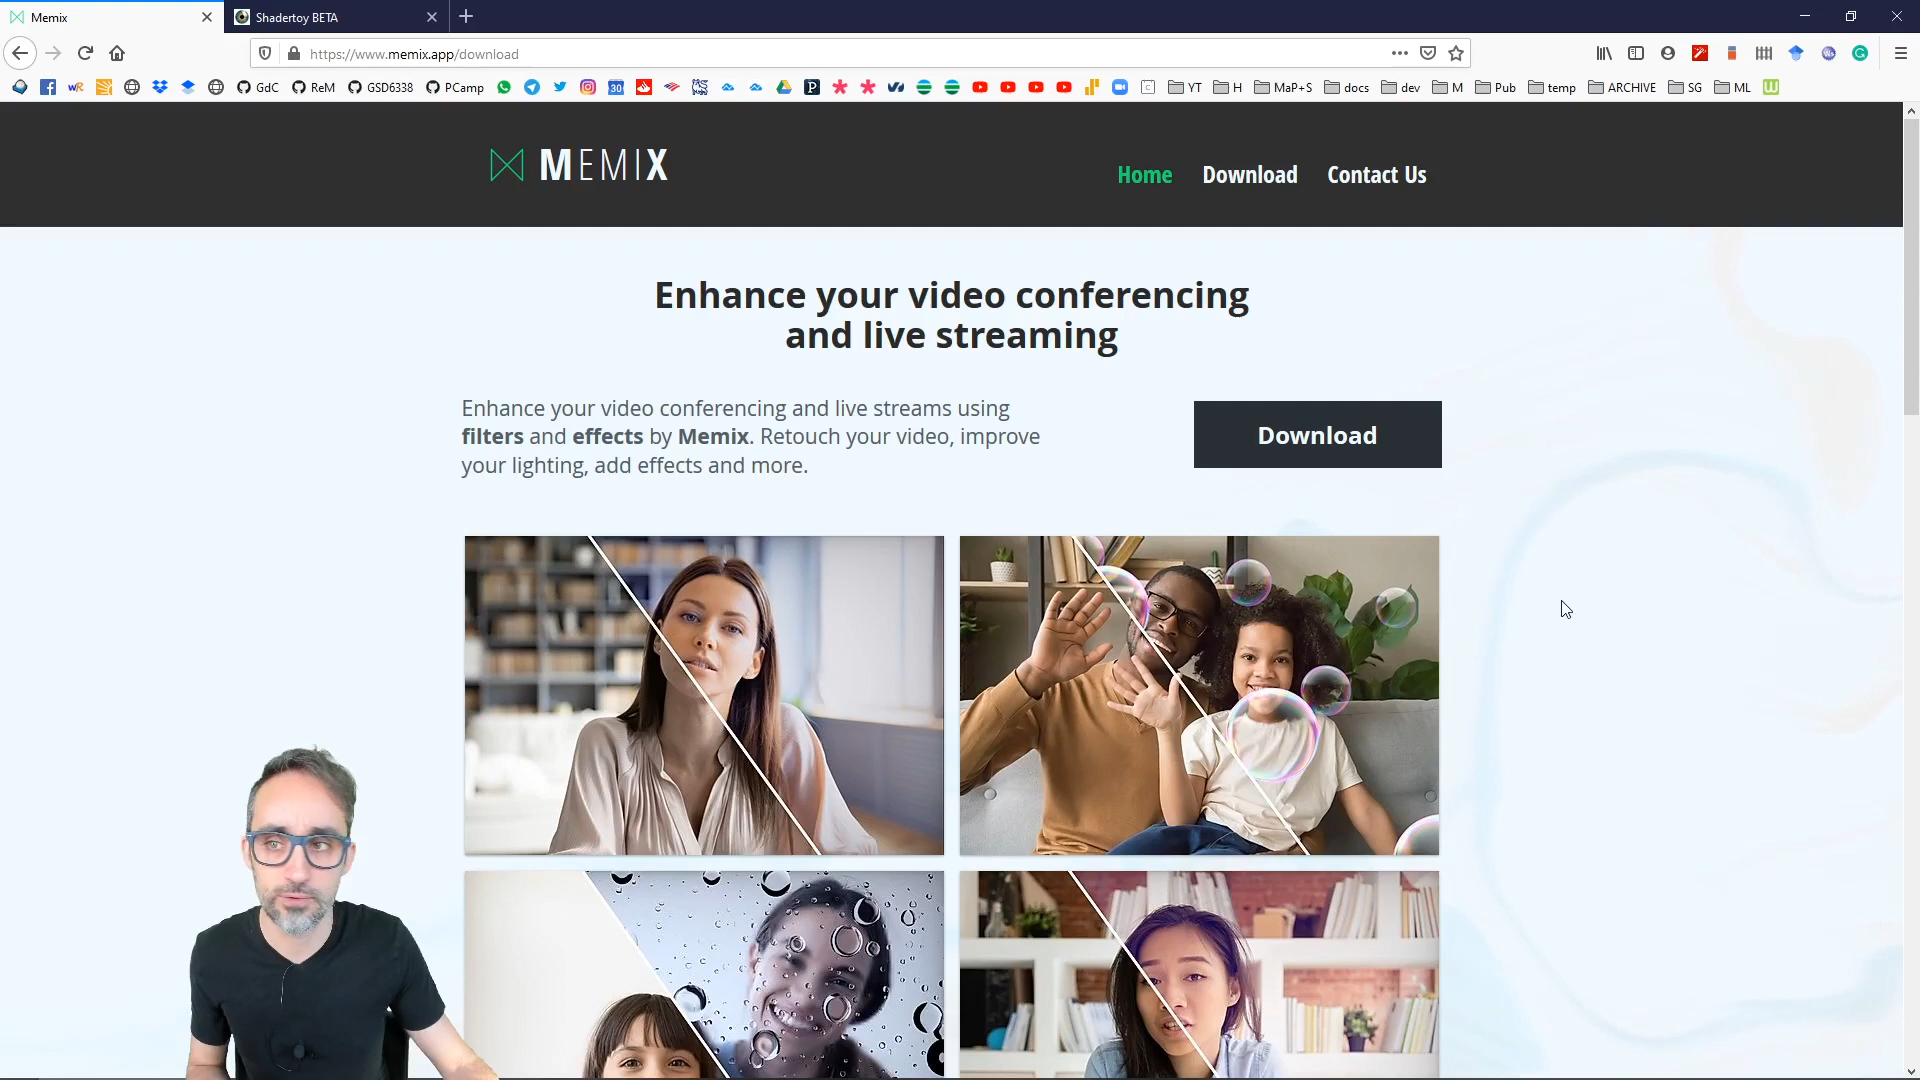 Memix
Shadertoy BETA
https://www.memix.app/download
GdC
ReM
GSD6338
PCamp
YT
H
MaP+S
docs
dev
M
Pub
temp
ARCHIVE
SG
ML
MEMIX
Home
Download
Contact Us
Enhance your video conferencing
and live streaming
Enhance your video conferencing and live streams using
filters and effects by Memix. Retouch your video, improve
your lighting, add effects and more.
Download